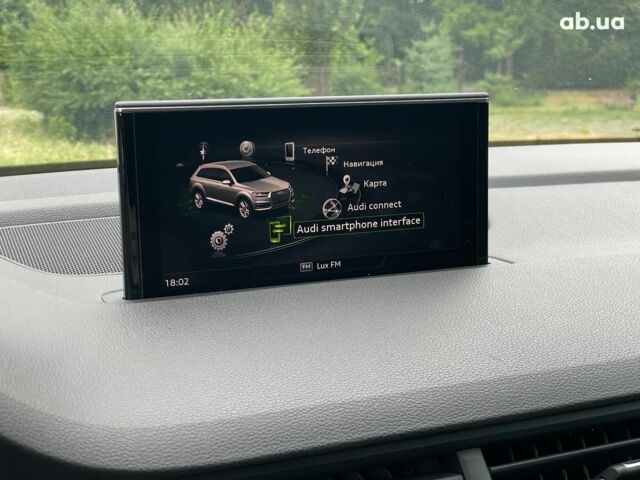 ab.ua
Телефон
Навигация
Карта
Audi connect
Audi smartphone interface
FM Lux FM
18:02